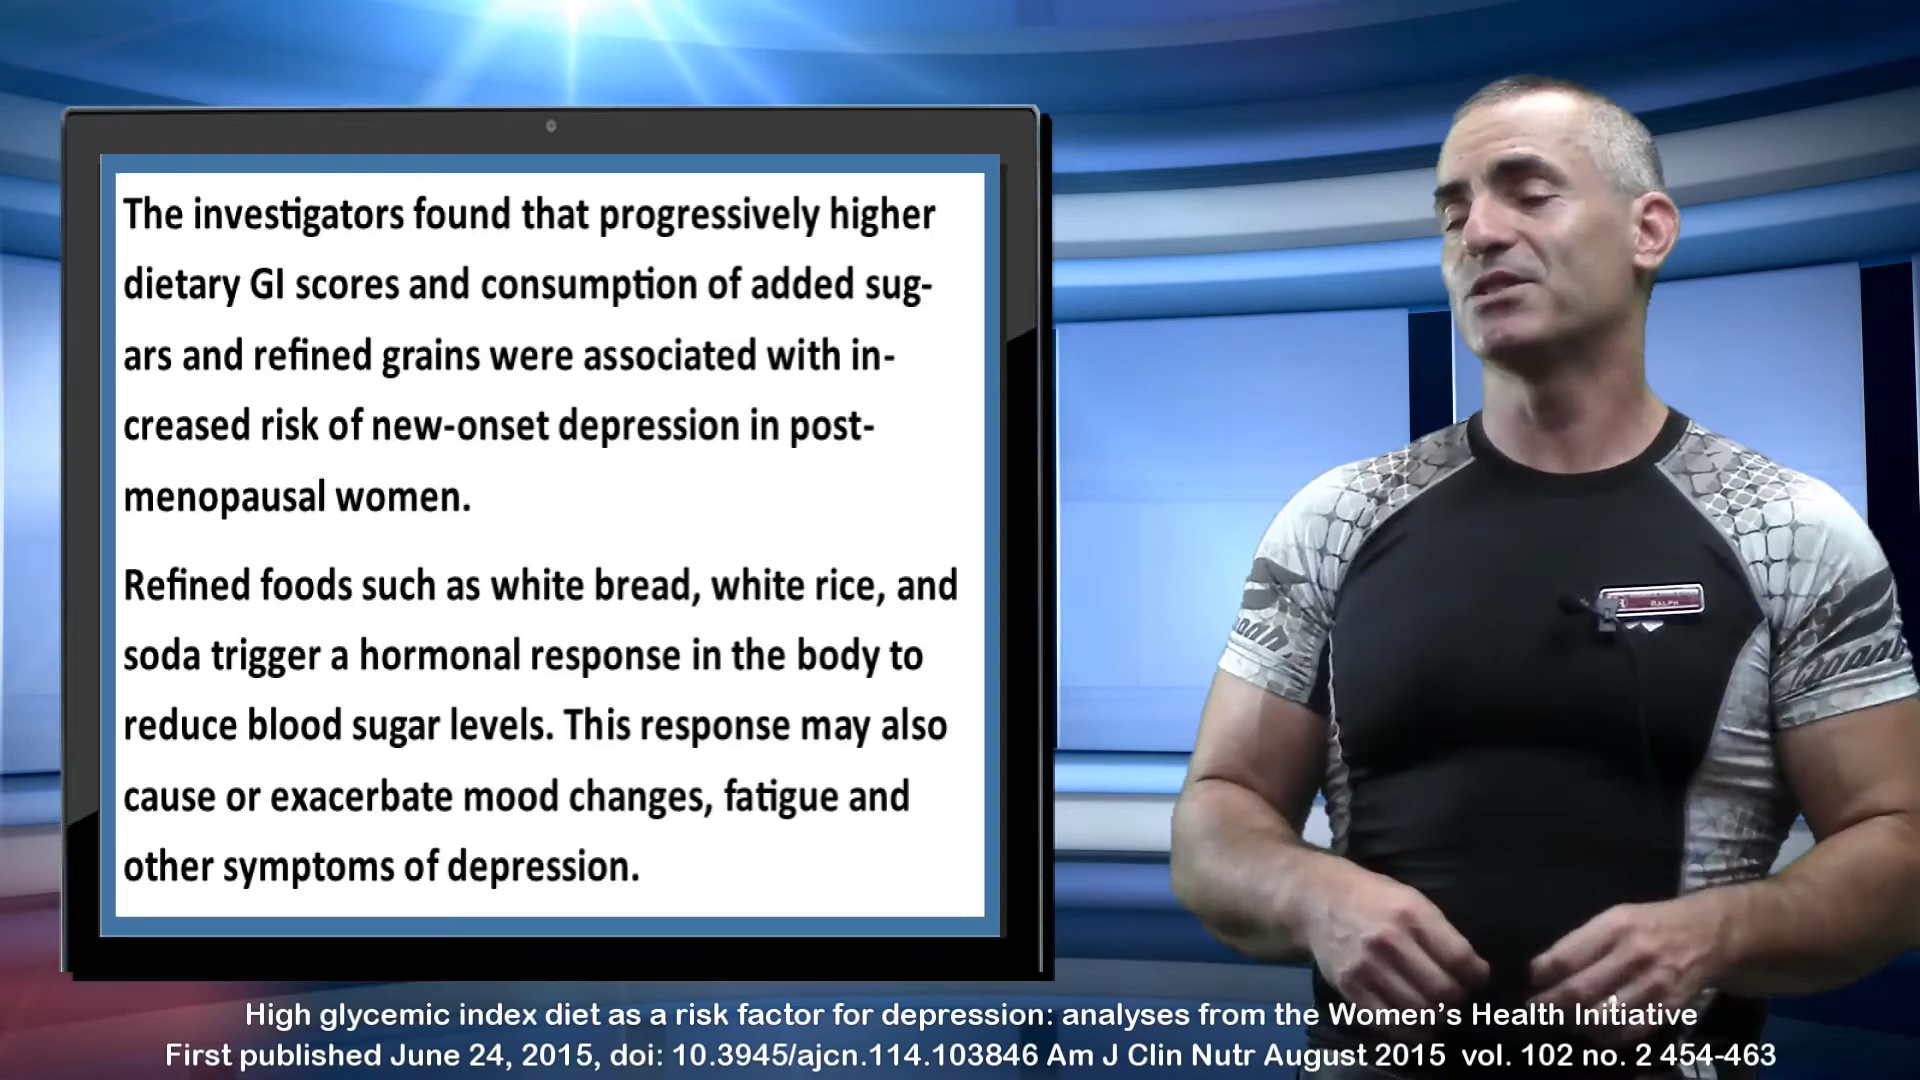 The investigators found that progressively higher
dietary GI scores and consumption of added sug-
ars and refined grains were associated with in-
creased risk of new-onset depression in post-
menopausal women.
Refined foods such as white bread, white rice, and
soda trigger a hormonal response in the body to
reduce blood sugar levels. This response may also
cause or exacerbate mood changes, fatigue and
other symptoms of depression.
RALPH
High glycemic index diet as a risk factor for depression: analyses from the Women’s Health Initiative
First published June 24, 2015, doi: 10.3945/ajcn.114.103846 Am J Clin Nutr August 2015 vol. 102 no. 2 454-463